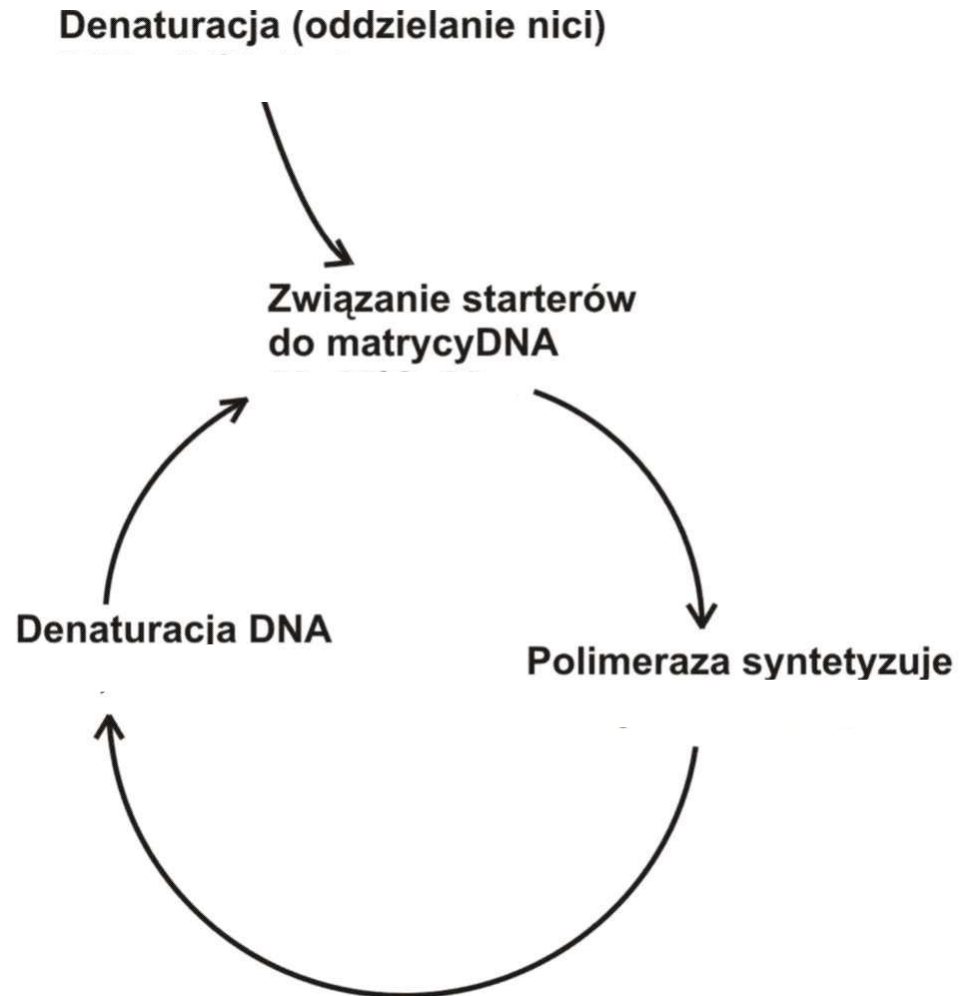 Denaturacja (oddzielanie nici)
Związanie starterów
do matrycyDNA
Denaturacja DNA
Polimeraza syntetyzuje